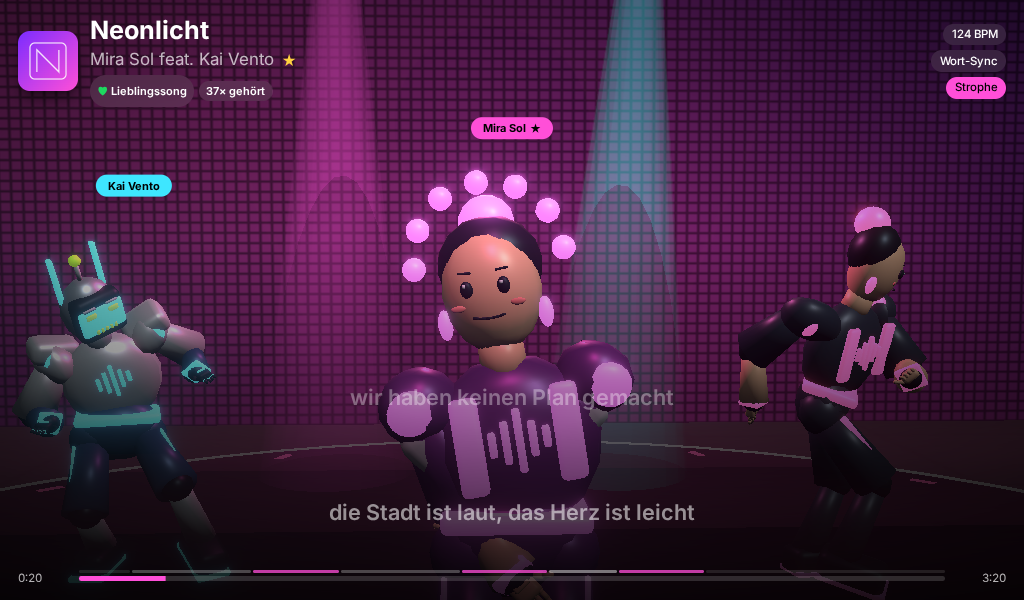 Neonlicht
Mira Sol feat. Kai Vento ★
Lieblingssong
37× gehört
124 BPM
Wort-Sync
Strophe
Mira Sol ★
Kai Vento
wir haben keinen Plan gemacht
die Stadt ist laut, das Herz ist leicht
0:20
3:20